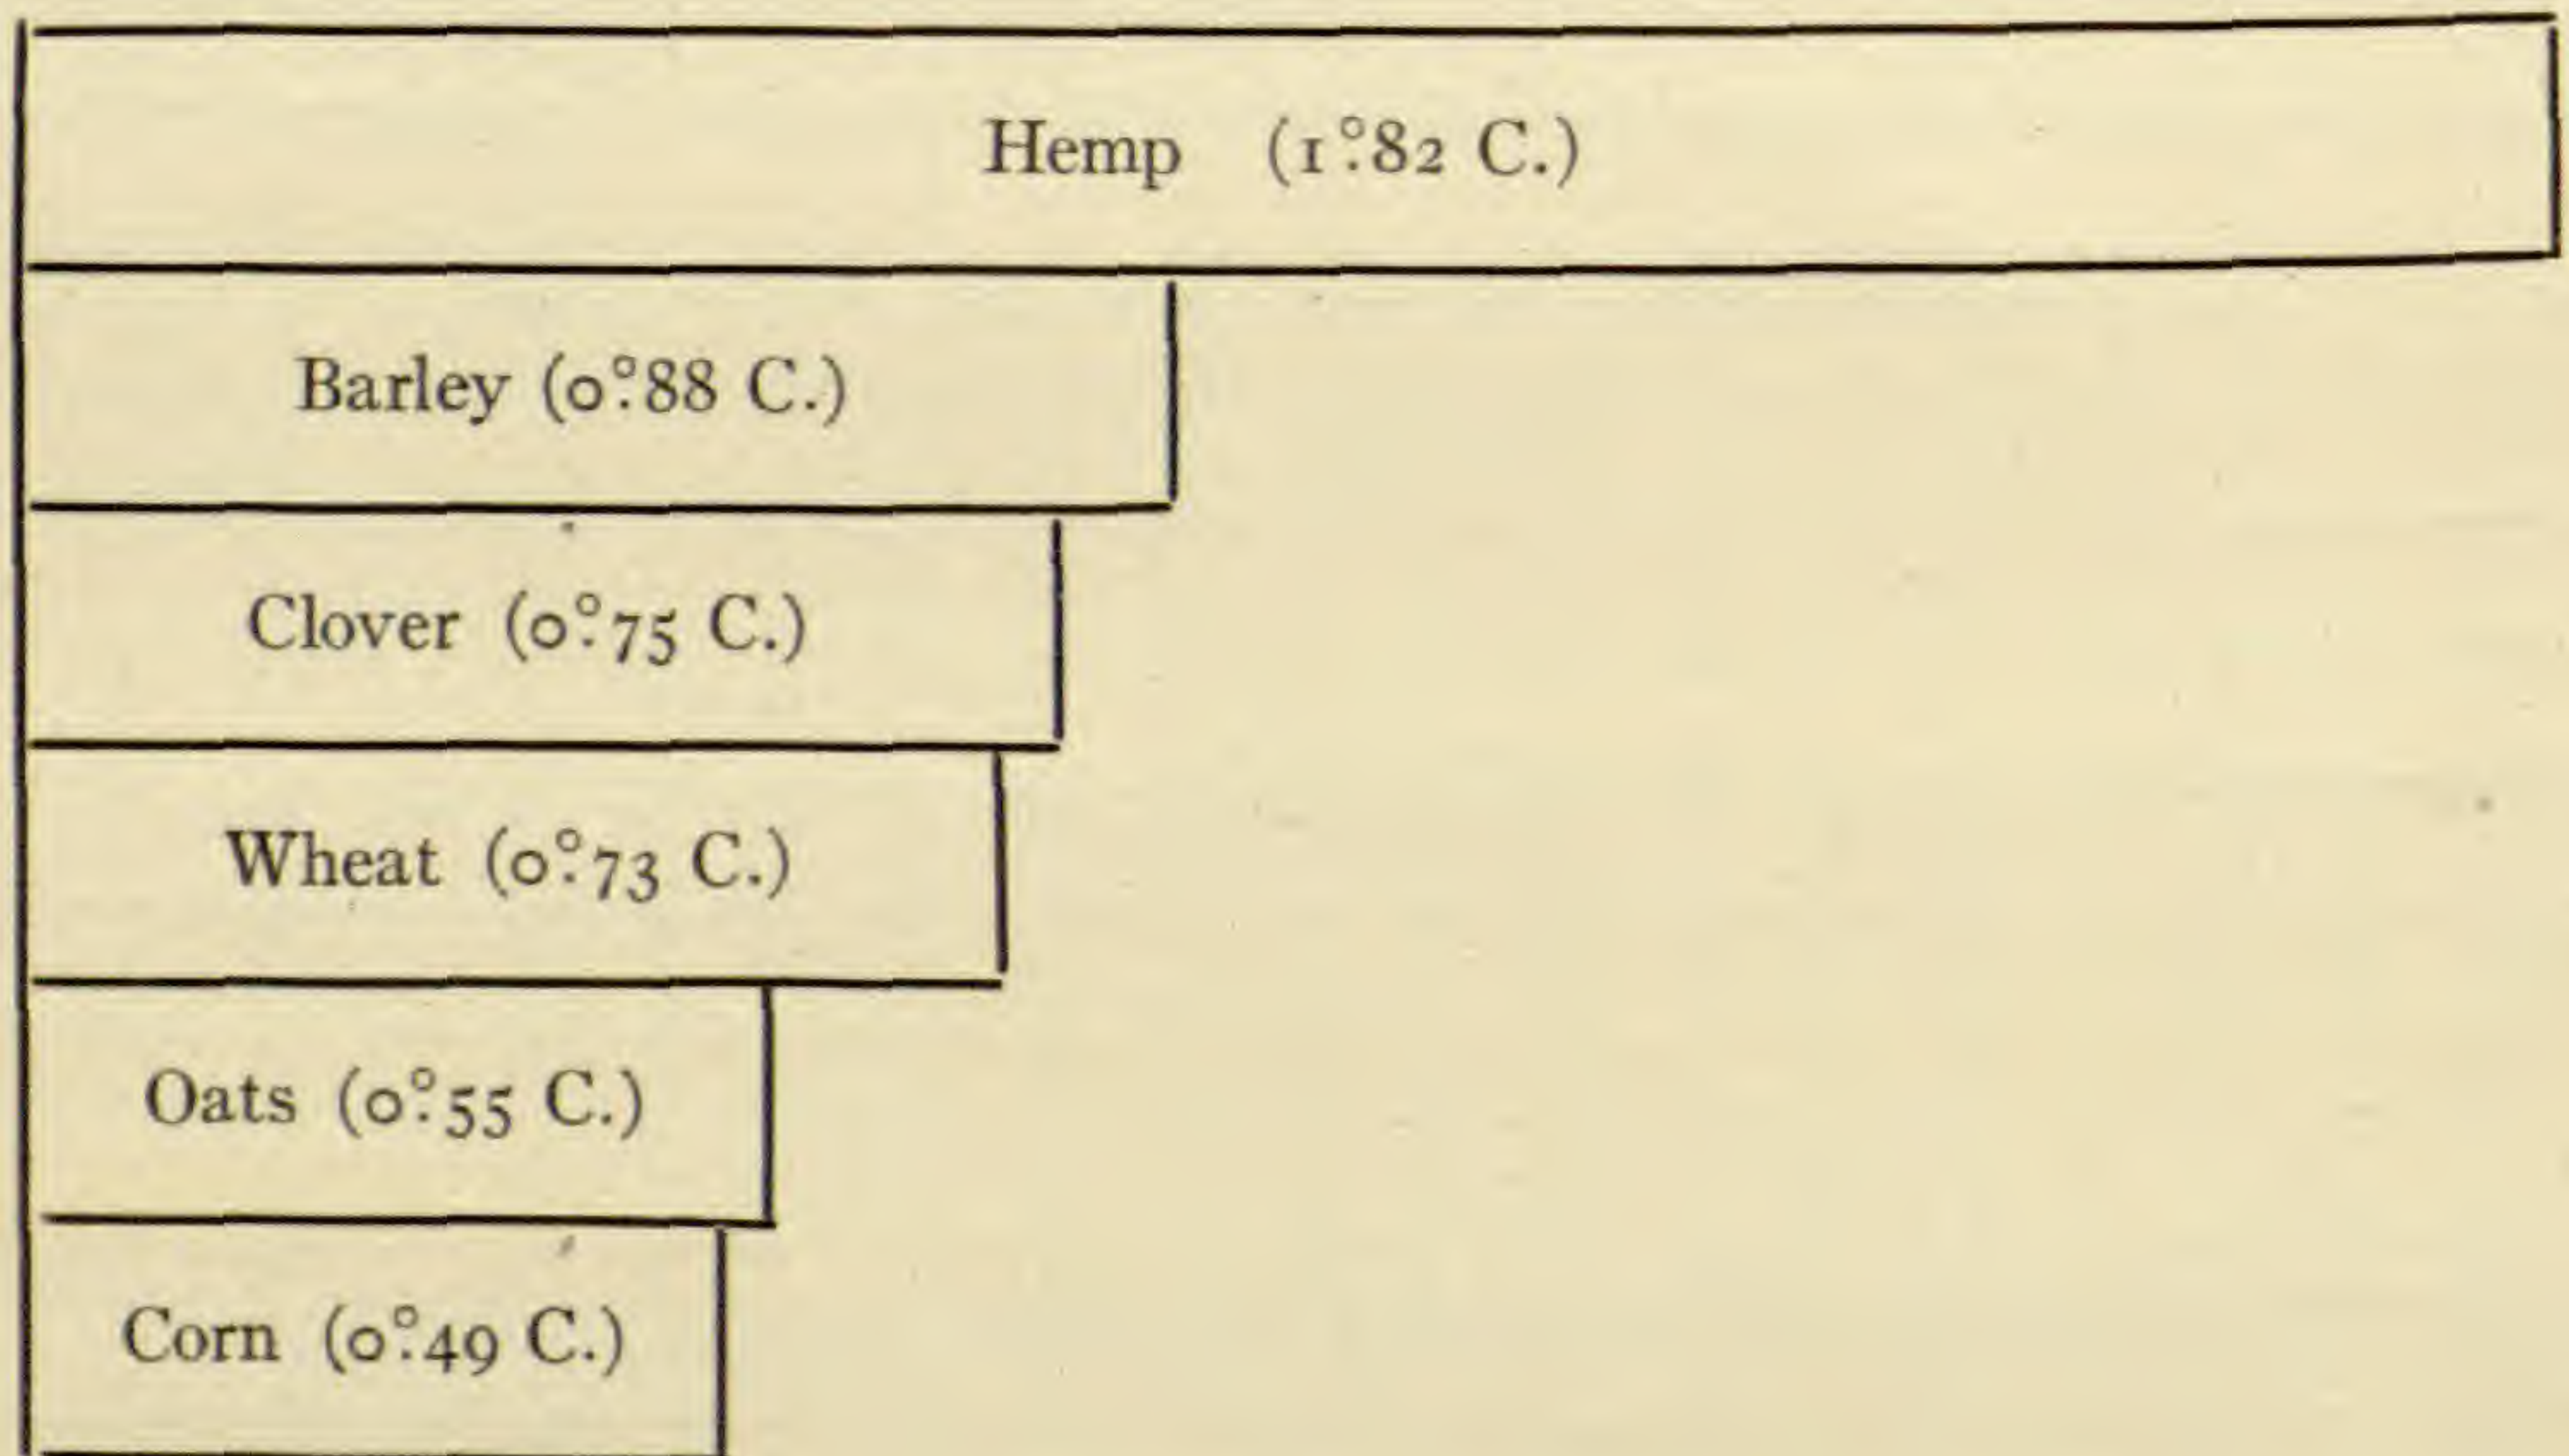 Hemp (1°.82 C.)
Barley (0°.88 C.)
Clover (0°.75 C.)
Wheat (0°.73 C.)
Oats (0°.55 C.)
Corn (0°.49 C.)